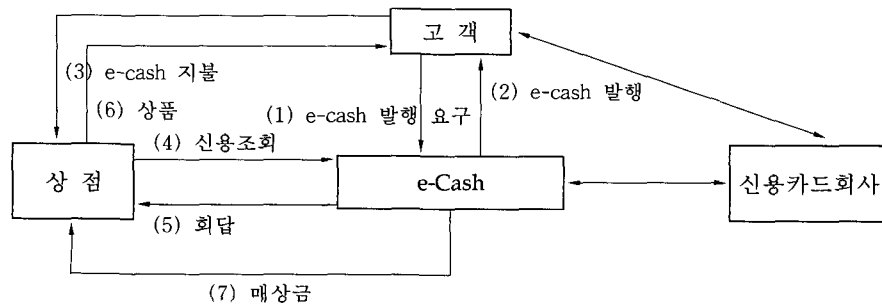 고 객
(3) e-cash 지불
(6) 상품
(1) e-cash 발행 요구
(2) e-cash 발행
(4) 신용조회
상 점
e-Cash
신용카드회사
(5) 회답
(7) 매상금